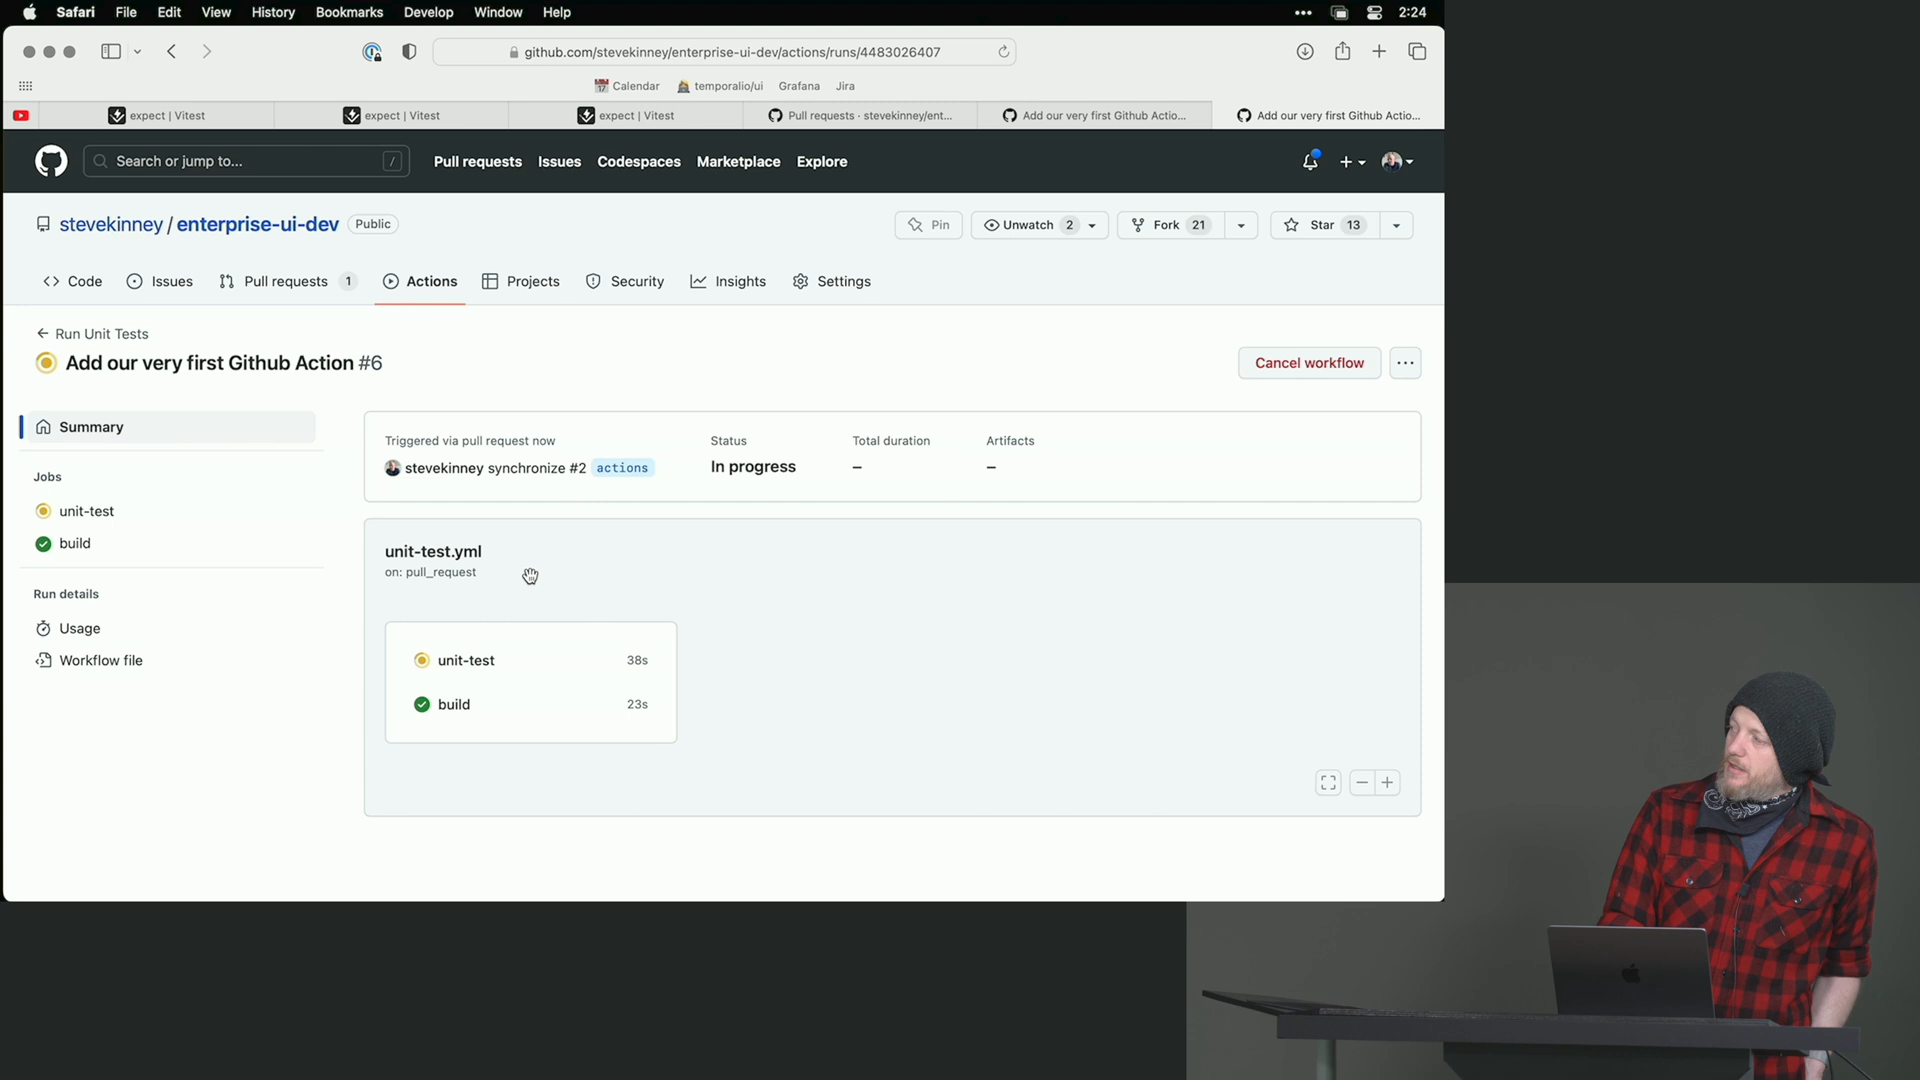 Safari File Edit View History Bookmarks Develop Window Help 2:24
github.com/stevekinney/enterprise-ui-dev/actions/runs/4483026407
Calendar temporalio/ui Grafana Jira
expect | Vitest expect | Vitest expect | Vitest Pull requests · stevekinney/ent... Add our very first Github Actio... Add our very first Github Actio...
Search or jump to... / Pull requests Issues Codespaces Marketplace Explore
stevekinney / enterprise-ui-dev Public Pin Unwatch 2 Fork 21 Star 13
Code Issues Pull requests 1 Actions Projects Security Insights Settings
Run Unit Tests
Add our very first Github Action #6
Cancel workflow
Summary
Jobs
unit-test
build
Run details
Usage
Workflow file
Triggered via pull request now Status Total duration Artifacts
stevekinney synchronize #2 actions In progress – –
unit-test.yml
on: pull_request
unit-test 38s
build 23s